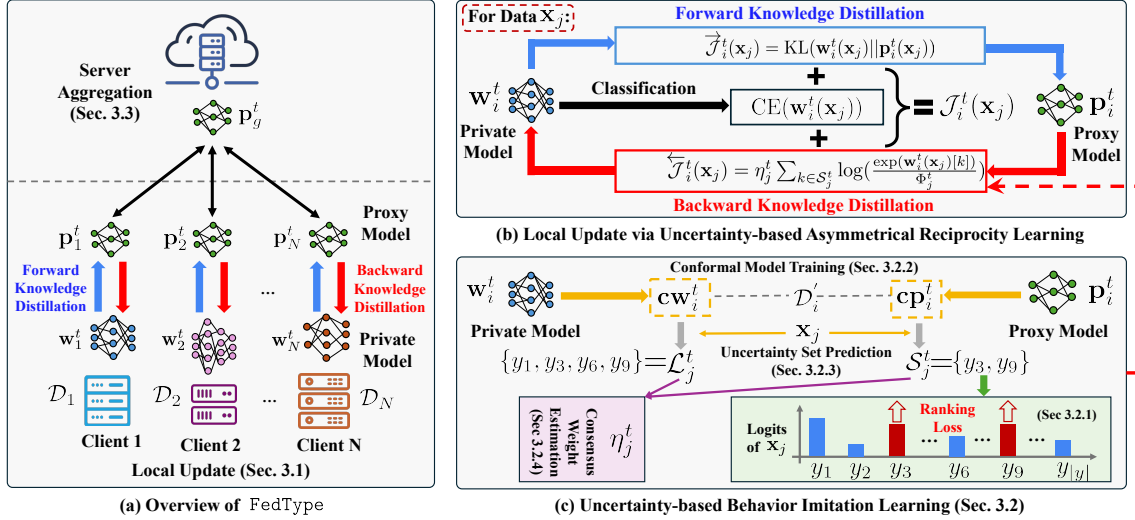 Server
Aggregation
(Sec. 3.3)
p_g^t
p_1^t
p_2^t
p_N^t
Proxy
Model
Forward
Knowledge
Distillation
...
Backward
Knowledge
Distillation
w_1^t
w_2^t
w_N^t
Private
Model
D_1
D_2
...
D_N
Client 1
Client 2
Client N
Local Update (Sec. 3.1)
(a) Overview of FedType
For Data x_j:
Forward Knowledge Distillation
→J_i^t(x_j) = KL(w_i^t(x_j)||p_i^t(x_j))
+
w_i^t
Private
Model
Classification
CE(w_i^t(x_j))
= J_i^t(x_j)
p_i^t
Proxy
Model
+
←J_i^t(x_j) = η_j^t ∑_{k∈S_j^t} log(exp(w_i^t(x_j)[k])/Φ_j^t)
Backward Knowledge Distillation
(b) Local Update via Uncertainty-based Asymmetrical Reciprocity Learning
Conformal Model Training (Sec. 3.2.2)
w_i^t
Private Model
cw_i^t
D_i'
cp_i^t
p_i^t
Proxy Model
x_j
{y_1, y_3, y_6, y_9}=L_j^t
Uncertainty Set Prediction
(Sec. 3.2.3)
S_j^t={y_3, y_9}
Consensus
Weight
Estimation
(Sec 3.2.4)
η_j^t
Ranking
Loss
(Sec 3.2.1)
Logits
of x_j
... ... ...
y_1 y_2 y_3 y_6 y_9 y_|y|
(c) Uncertainty-based Behavior Imitation Learning (Sec. 3.2)